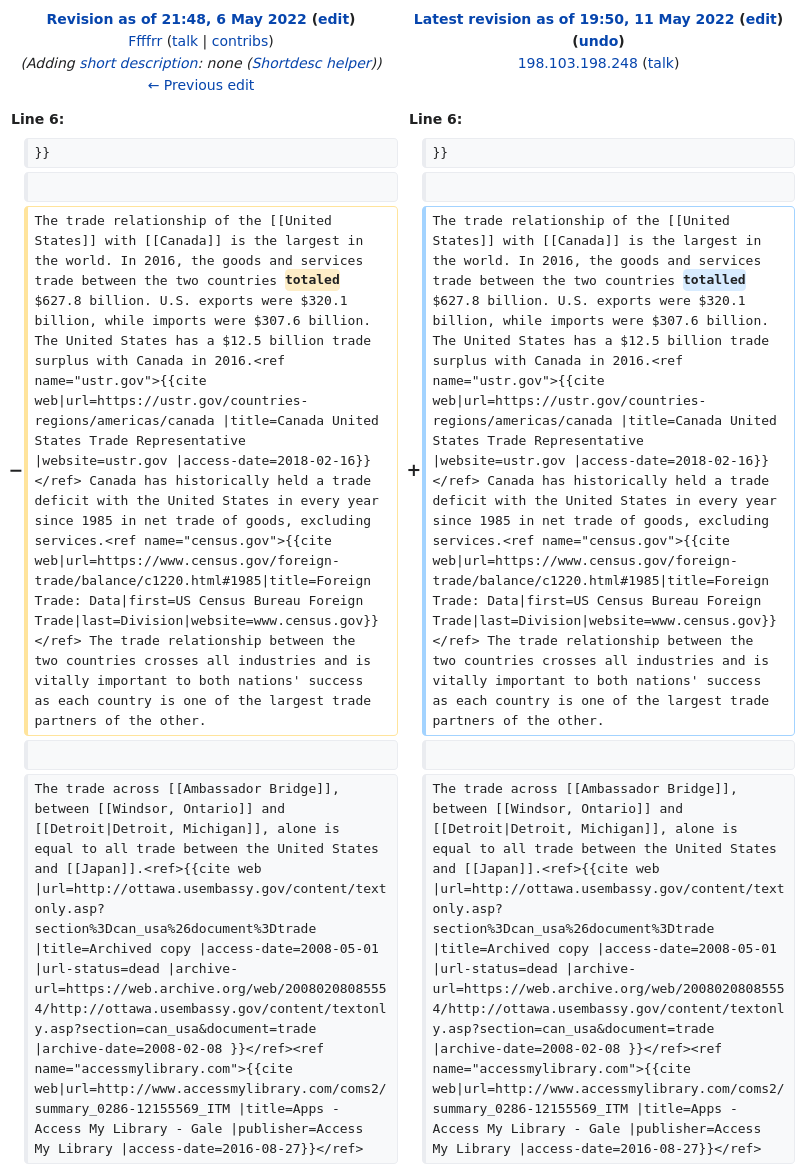 Revision as of 21:48, 6 May 2022 (edit)
Ffffrr (talk | contribs)
(Adding short description: none (Shortdesc helper))
← Previous edit
Latest revision as of 19:50, 11 May 2022 (edit)
(undo)
198.103.198.248 (talk)
Line 6:
Line 6:
}}
}}
−
The trade relationship of the [[United
States]] with [[Canada]] is the largest in
the world. In 2016, the goods and services
trade between the two countries totaled
$627.8 billion. U.S. exports were $320.1
billion, while imports were $307.6 billion.
The United States has a $12.5 billion trade
surplus with Canada in 2016.<ref
name="ustr.gov">{{cite
web|url=https://ustr.gov/countries-
regions/americas/canada |title=Canada United
States Trade Representative
|website=ustr.gov |access-date=2018-02-16}}
</ref> Canada has historically held a trade
deficit with the United States in every year
since 1985 in net trade of goods, excluding
services.<ref name="census.gov">{{cite
web|url=https://www.census.gov/foreign-
trade/balance/c1220.html#1985|title=Foreign
Trade: Data|first=US Census Bureau Foreign
Trade|last=Division|website=www.census.gov}}
</ref> The trade relationship between the
two countries crosses all industries and is
vitally important to both nations' success
as each country is one of the largest trade
partners of the other.
+
The trade relationship of the [[United
States]] with [[Canada]] is the largest in
the world. In 2016, the goods and services
trade between the two countries totalled
$627.8 billion. U.S. exports were $320.1
billion, while imports were $307.6 billion.
The United States has a $12.5 billion trade
surplus with Canada in 2016.<ref
name="ustr.gov">{{cite
web|url=https://ustr.gov/countries-
regions/americas/canada |title=Canada United
States Trade Representative
|website=ustr.gov |access-date=2018-02-16}}
</ref> Canada has historically held a trade
deficit with the United States in every year
since 1985 in net trade of goods, excluding
services.<ref name="census.gov">{{cite
web|url=https://www.census.gov/foreign-
trade/balance/c1220.html#1985|title=Foreign
Trade: Data|first=US Census Bureau Foreign
Trade|last=Division|website=www.census.gov}}
</ref> The trade relationship between the
two countries crosses all industries and is
vitally important to both nations' success
as each country is one of the largest trade
partners of the other.
The trade across [[Ambassador Bridge]],
between [[Windsor, Ontario]] and
[[Detroit|Detroit, Michigan]], alone is
equal to all trade between the United States
and [[Japan]].<ref>{{cite web
|url=http://ottawa.usembassy.gov/content/text
only.asp?
section%3Dcan_usa%26document%3Dtrade
|title=Archived copy |access-date=2008-05-01
|url-status=dead |archive-
url=https://web.archive.org/web/2008020808555
4/http://ottawa.usembassy.gov/content/textonl
y.asp?section=can_usa&document=trade
|archive-date=2008-02-08 }}</ref><ref
name="accessmylibrary.com">{{cite
web|url=http://www.accessmylibrary.com/coms2/
summary_0286-12155569_ITM |title=Apps -
Access My Library - Gale |publisher=Access
My Library |access-date=2016-08-27}}</ref>
The trade across [[Ambassador Bridge]],
between [[Windsor, Ontario]] and
[[Detroit|Detroit, Michigan]], alone is
equal to all trade between the United States
and [[Japan]].<ref>{{cite web
|url=http://ottawa.usembassy.gov/content/text
only.asp?
section%3Dcan_usa%26document%3Dtrade
|title=Archived copy |access-date=2008-05-01
|url-status=dead |archive-
url=https://web.archive.org/web/2008020808555
4/http://ottawa.usembassy.gov/content/textonl
y.asp?section=can_usa&document=trade
|archive-date=2008-02-08 }}</ref><ref
name="accessmylibrary.com">{{cite
web|url=http://www.accessmylibrary.com/coms2/
summary_0286-12155569_ITM |title=Apps -
Access My Library - Gale |publisher=Access
My Library |access-date=2016-08-27}}</ref>